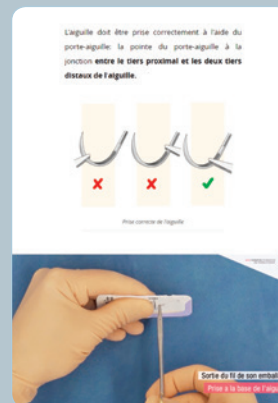 L'aiguille doit être prise correctement à l'aide du
porte-aiguille: la pointe du porte-aiguille à la
jonction entre le tiers proximal et les deux tiers
distaux de l'aiguille.
Prise correcte de l'aiguille
Sortie du fil de son embal
Prise à la base de l'aigu